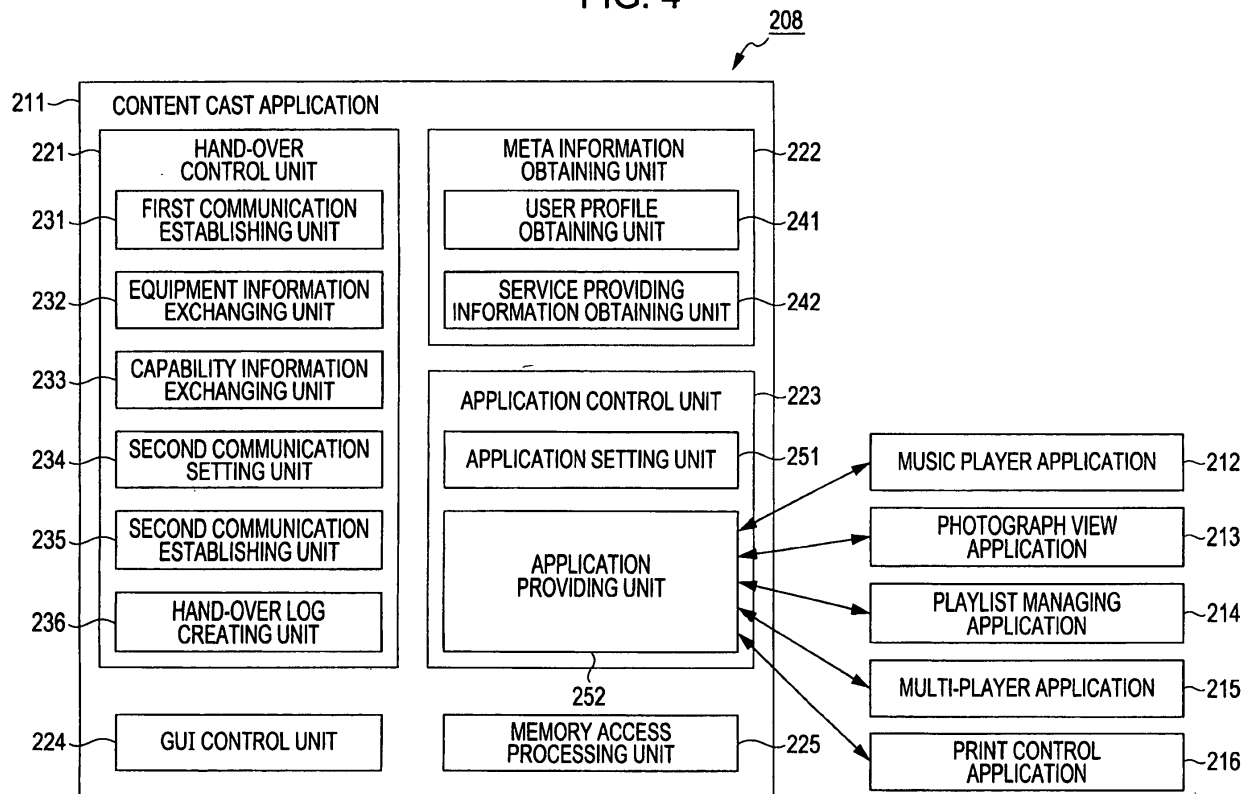 FIG. 4
208
211
CONTENT CAST APPLICATION
221
HAND-OVER
CONTROL UNIT
231
FIRST COMMUNICATION
ESTABLISHING UNIT
232
EQUIPMENT INFORMATION
EXCHANGING UNIT
233
CAPABILITY INFORMATION
EXCHANGING UNIT
234
SECOND COMMUNICATION
SETTING UNIT
235
SECOND COMMUNICATION
ESTABLISHING UNIT
236
HAND-OVER LOG
CREATING UNIT
224
GUI CONTROL UNIT
META INFORMATION
OBTAINING UNIT
222
USER PROFILE
OBTAINING UNIT
241
SERVICE PROVIDING
INFORMATION OBTAINING UNIT
242
APPLICATION CONTROL UNIT
223
APPLICATION SETTING UNIT
251
APPLICATION
PROVIDING UNIT
252
MEMORY ACCESS
PROCESSING UNIT
225
MUSIC PLAYER APPLICATION
212
PHOTOGRAPH VIEW
APPLICATION
213
PLAYLIST MANAGING
APPLICATION
214
MULTI-PLAYER APPLICATION
215
PRINT CONTROL
APPLICATION
216